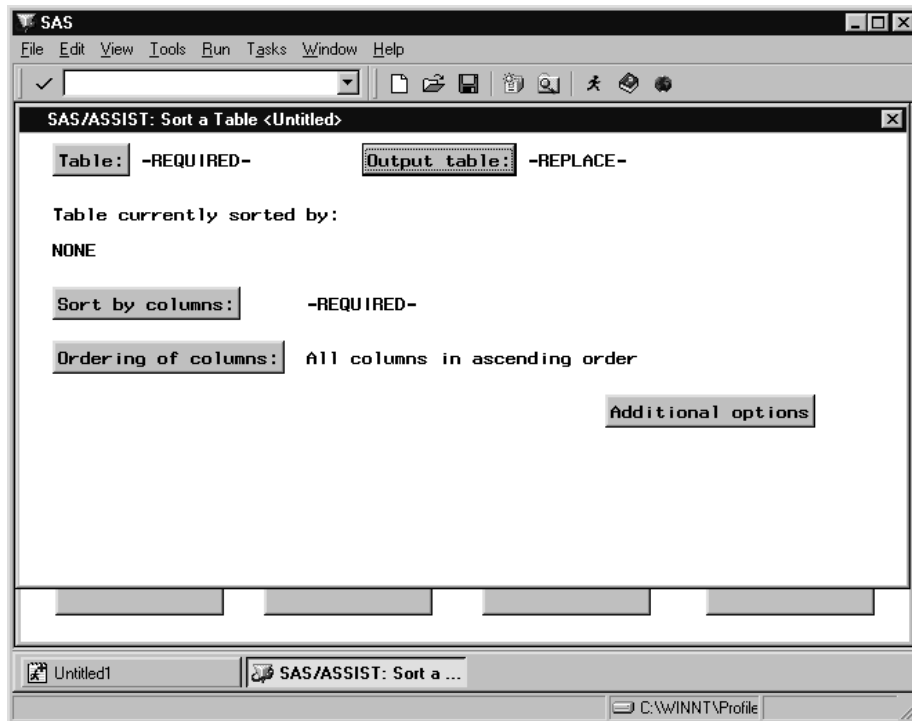 SAS
File Edit View Tools Run Tasks Window Help
SAS/ASSIST: Sort a Table <Untitled>
Table: -REQUIRED- Output table: -REPLACE-
Table currently sorted by:
NONE
Sort by columns: -REQUIRED-
Ordering of columns: All columns in ascending order
Additional options
Untitled1 SAS/ASSIST: Sort a ...
C:\WINNT\Profile